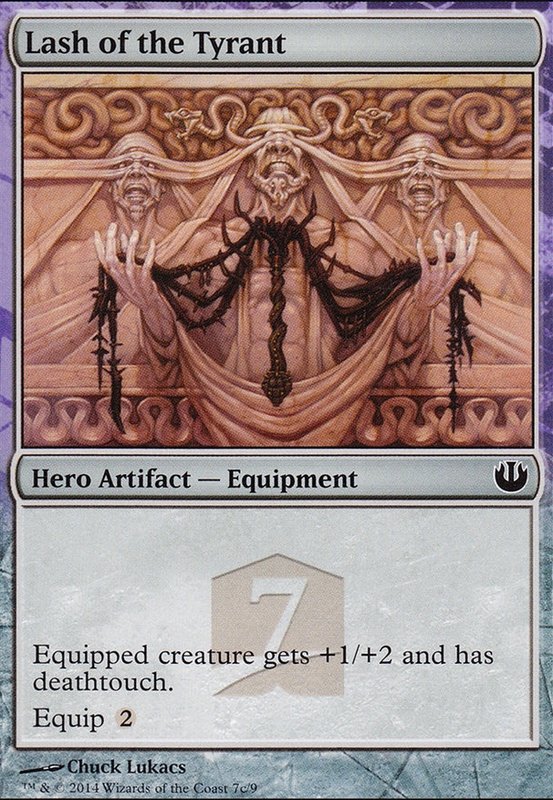 Lash of the Tyrant
Hero Artifact — Equipment
7
Equipped creature gets +1/+2 and has
deathtouch.
Equip 2
Chuck Lukacs
™ & © 2014 Wizards of the Coast 7c/9